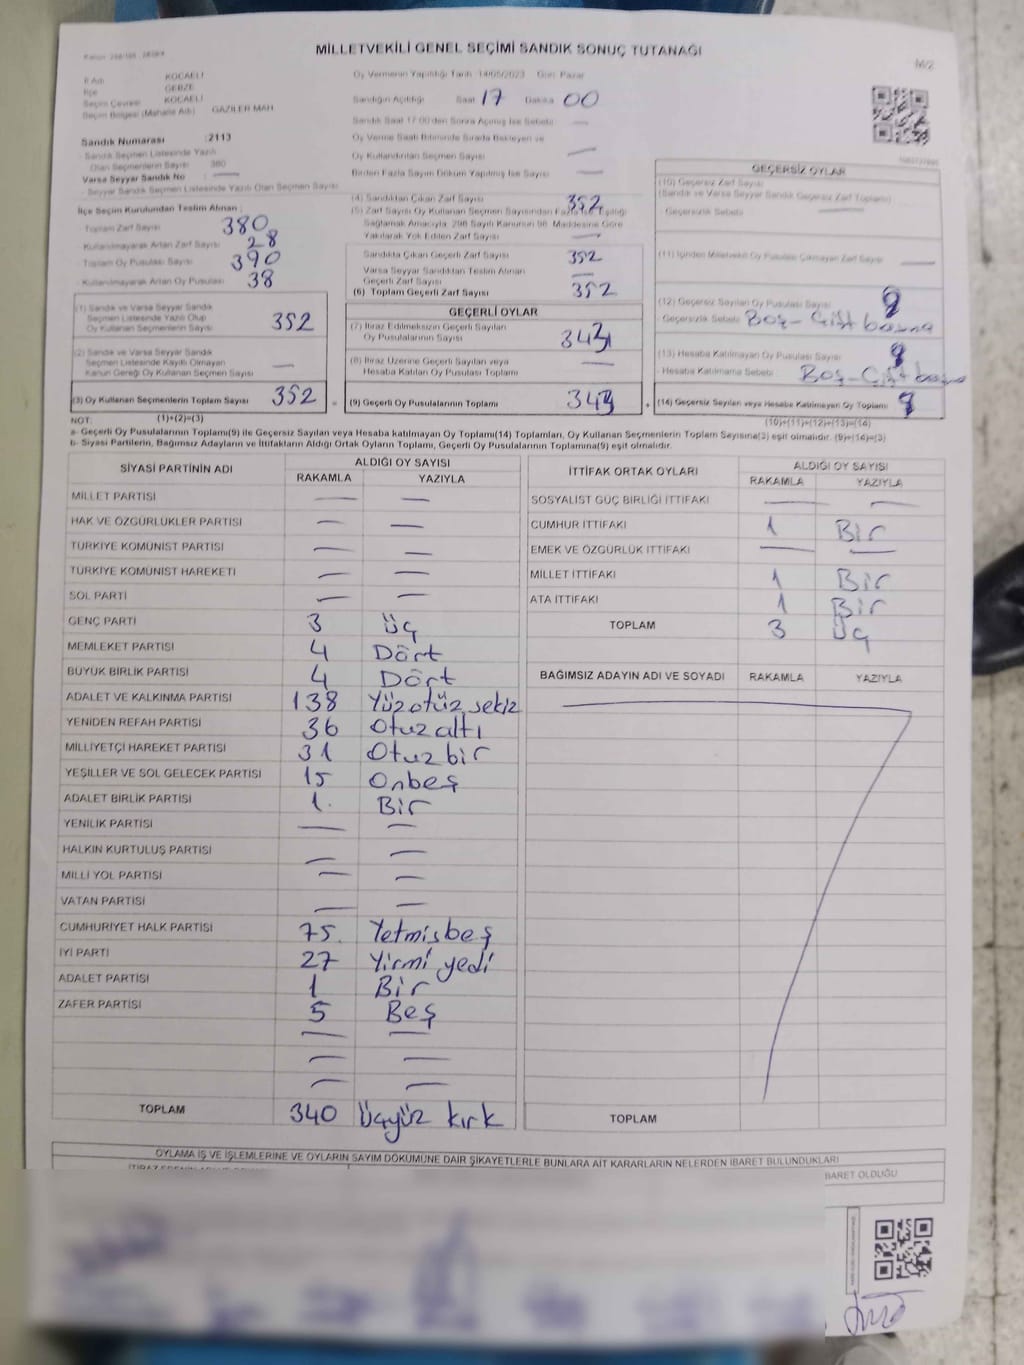 MİLLETVEKİLİ GENEL SEÇİMİ SANDIK SONUÇ TUTANAĞI
M/2
İl Adı KOCAELİ
İlçe GEBZE
Seçim Çevresi KOCAELİ
Seçim Bölgesi (Mahalle Adı) GAZİLER MAH.
Sandık Numarası : 2113
- Sandık Seçmen Listesinde Yazılı
Olan Seçmenlerin Sayısı : 380
Varsa Seyyar Sandık No
- Seyyar Sandık Seçmen Listesinde Yazılı Olan Seçmen Sayısı
İlçe Seçim Kurulundan Teslim Alınan :
Toplam Zarf Sayısı 380
- Kullanılmayarak Artan Zarf Sayısı 28
- Toplam Oy Pusulası Sayısı 390
- Kullanılmayarak Artan Oy Pusulası 38
(1) Sandık ve Varsa Seyyar Sandık
Seçmen Listesinde Yazılı Olup
Oy Kullanan Seçmenlerin Sayısı 352
(2) Sandık ve Varsa Seyyar Sandık
Seçmen Listesinde Kayıtlı Olmayan
Kanun Gereği Oy Kullanan Seçmen Sayısı —
(3) Oy Kullanan Seçmenlerin Toplam Sayısı 352
Oy Vermenin Yapıldığı Tarih : 14/05/2023 Gün : Pazar
Sandığın Açıldığı Saat 17 Dakika 00
Sandık Saat 17:00'den Sonra Açılmış İse Sebebi —
Oy Verme Saati Bitiminde Sırada Bekleyen ve
Oy Kullandırılan Seçmen Sayısı —
Birden Fazla Sayım Döküm Yapılmış İse Sayısı —
(4) Sandıktan Çıkan Zarf Sayısı 352
(5) Zarf Sayısı Oy Kullanan Seçmen Sayısından Fazla İse Eşitliği
Sağlamak Amacıyla, 298 Sayılı Kanunun 98. Maddesine Göre
Yakılarak Yok Edilen Zarf Sayısı —
Sandıkta Çıkan Geçerli Zarf Sayısı 352
Varsa Seyyar Sandıktan Teslim Alınan
Geçerli Zarf Sayısı —
(6) Toplam Geçerli Zarf Sayısı 352
GEÇERLİ OYLAR
(7) İtiraz Edilmeksizin Geçerli Sayılan
Oy Pusulası Sayısı 343
(8) İtiraz Üzerine Geçerli Sayılan veya
Hesaba Katılan Oy Pusulası Toplamı —
(9) Geçerli Oy Pusulalarının Toplamı 343
GEÇERSİZ OYLAR
(10) Geçersiz Zarf Sayısı
(Sandık ve Varsa Seyyar Sandık Geçersiz Zarf Toplamı)
- Geçersizlik Sebebi —
(11) İçinden Milletvekili Oy Pusulası Çıkmayan Zarf Sayısı —
(12) Geçersiz Sayılan Oy Pusulası Sayısı 9
Geçersizlik Sebebi Boş - Çift basma
(13) Hesaba Katılmayan Oy Pusulası Sayısı 9
- Hesaba Katılmama Sebebi Boş - Çift basma
(14) Geçersiz Sayılan veya Hesaba Katılmayan Oy Toplamı 9
NOT: (1)+(2)=(3) (10)+(11)+(12)+(13)=(14)
a- Geçerli Oy Pusulalarının Toplamı(9) ile Geçersiz Sayılan veya Hesaba katılmayan Oy Toplamı(14) Toplamları, Oy Kullanan Seçmenlerin Toplam Sayısına(3) eşit olmalıdır. (9)+(14)=(3)
b- Siyasi Partilerin, Bağımsız Adayların ve İttifakların Aldığı Ortak Oyların Toplamı, Geçerli Oy Pusulalarının Toplamına(9) eşit olmalıdır.
SİYASİ PARTİNİN ADI ALDIĞI OY SAYISI
RAKAMLA YAZIYLA
MİLLET PARTİSİ — —
HAK VE ÖZGÜRLÜKLER PARTİSİ — —
TÜRKİYE KOMÜNİST PARTİSİ — —
TÜRKİYE KOMÜNİST HAREKETİ — —
SOL PARTİ — —
GENÇ PARTİ 3 Üç
MEMLEKET PARTİSİ 4 Dört
BÜYÜK BİRLİK PARTİSİ 4 Dört
ADALET VE KALKINMA PARTİSİ 138 Yüzotüz sekiz
YENİDEN REFAH PARTİSİ 36 Otuz altı
MİLLİYETÇİ HAREKET PARTİSİ 31 Otuz bir
YEŞİLLER VE SOL GELECEK PARTİSİ 15 Onbeş
ADALET BİRLİK PARTİSİ 1. Bir
YENİLİK PARTİSİ — —
HALKIN KURTULUŞ PARTİSİ — —
MİLLİ YOL PARTİSİ — —
VATAN PARTİSİ — —
CUMHURİYET HALK PARTİSİ 75. Yetmişbeş
İYİ PARTİ 27 Yirmi yedi
ADALET PARTİSİ 1 Bir
ZAFER PARTİSİ 5 Beş
— —
— —
— —
TOPLAM 340 Üçyüz kırk
İTTİFAK ORTAK OYLARI ALDIĞI OY SAYISI
RAKAMLA YAZIYLA
SOSYALİST GÜÇ BİRLİĞİ İTTİFAKI — —
CUMHUR İTTİFAKI 1 Bir
EMEK VE ÖZGÜRLÜK İTTİFAKI — —
MİLLET İTTİFAKI 1 Bir
ATA İTTİFAKI 1 Bir
TOPLAM 3 Üç
BAĞIMSIZ ADAYIN ADI VE SOYADI RAKAMLA YAZIYLA
TOPLAM
OYLAMA İŞ VE İŞLEMLERİNE VE OYLARIN SAYIM DÖKÜMÜNE DAİR ŞİKAYETLERLE BUNLARA AİT KARARLARIN NELERDEN İBARET BULUNDUKLARI
BARET OLDUĞU